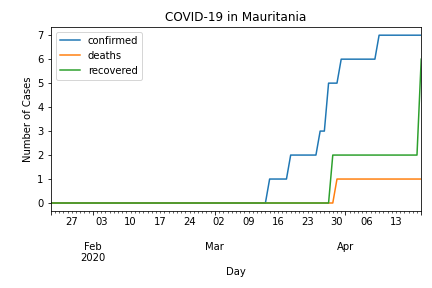 COVID-19 in Mauritania
confirmed
deaths
recovered
Number of Cases
7
6
5
4
3
2
1
0
27 03 10 17 24 02 09 16 23 30 06 13
Feb Mar Apr
2020
Day